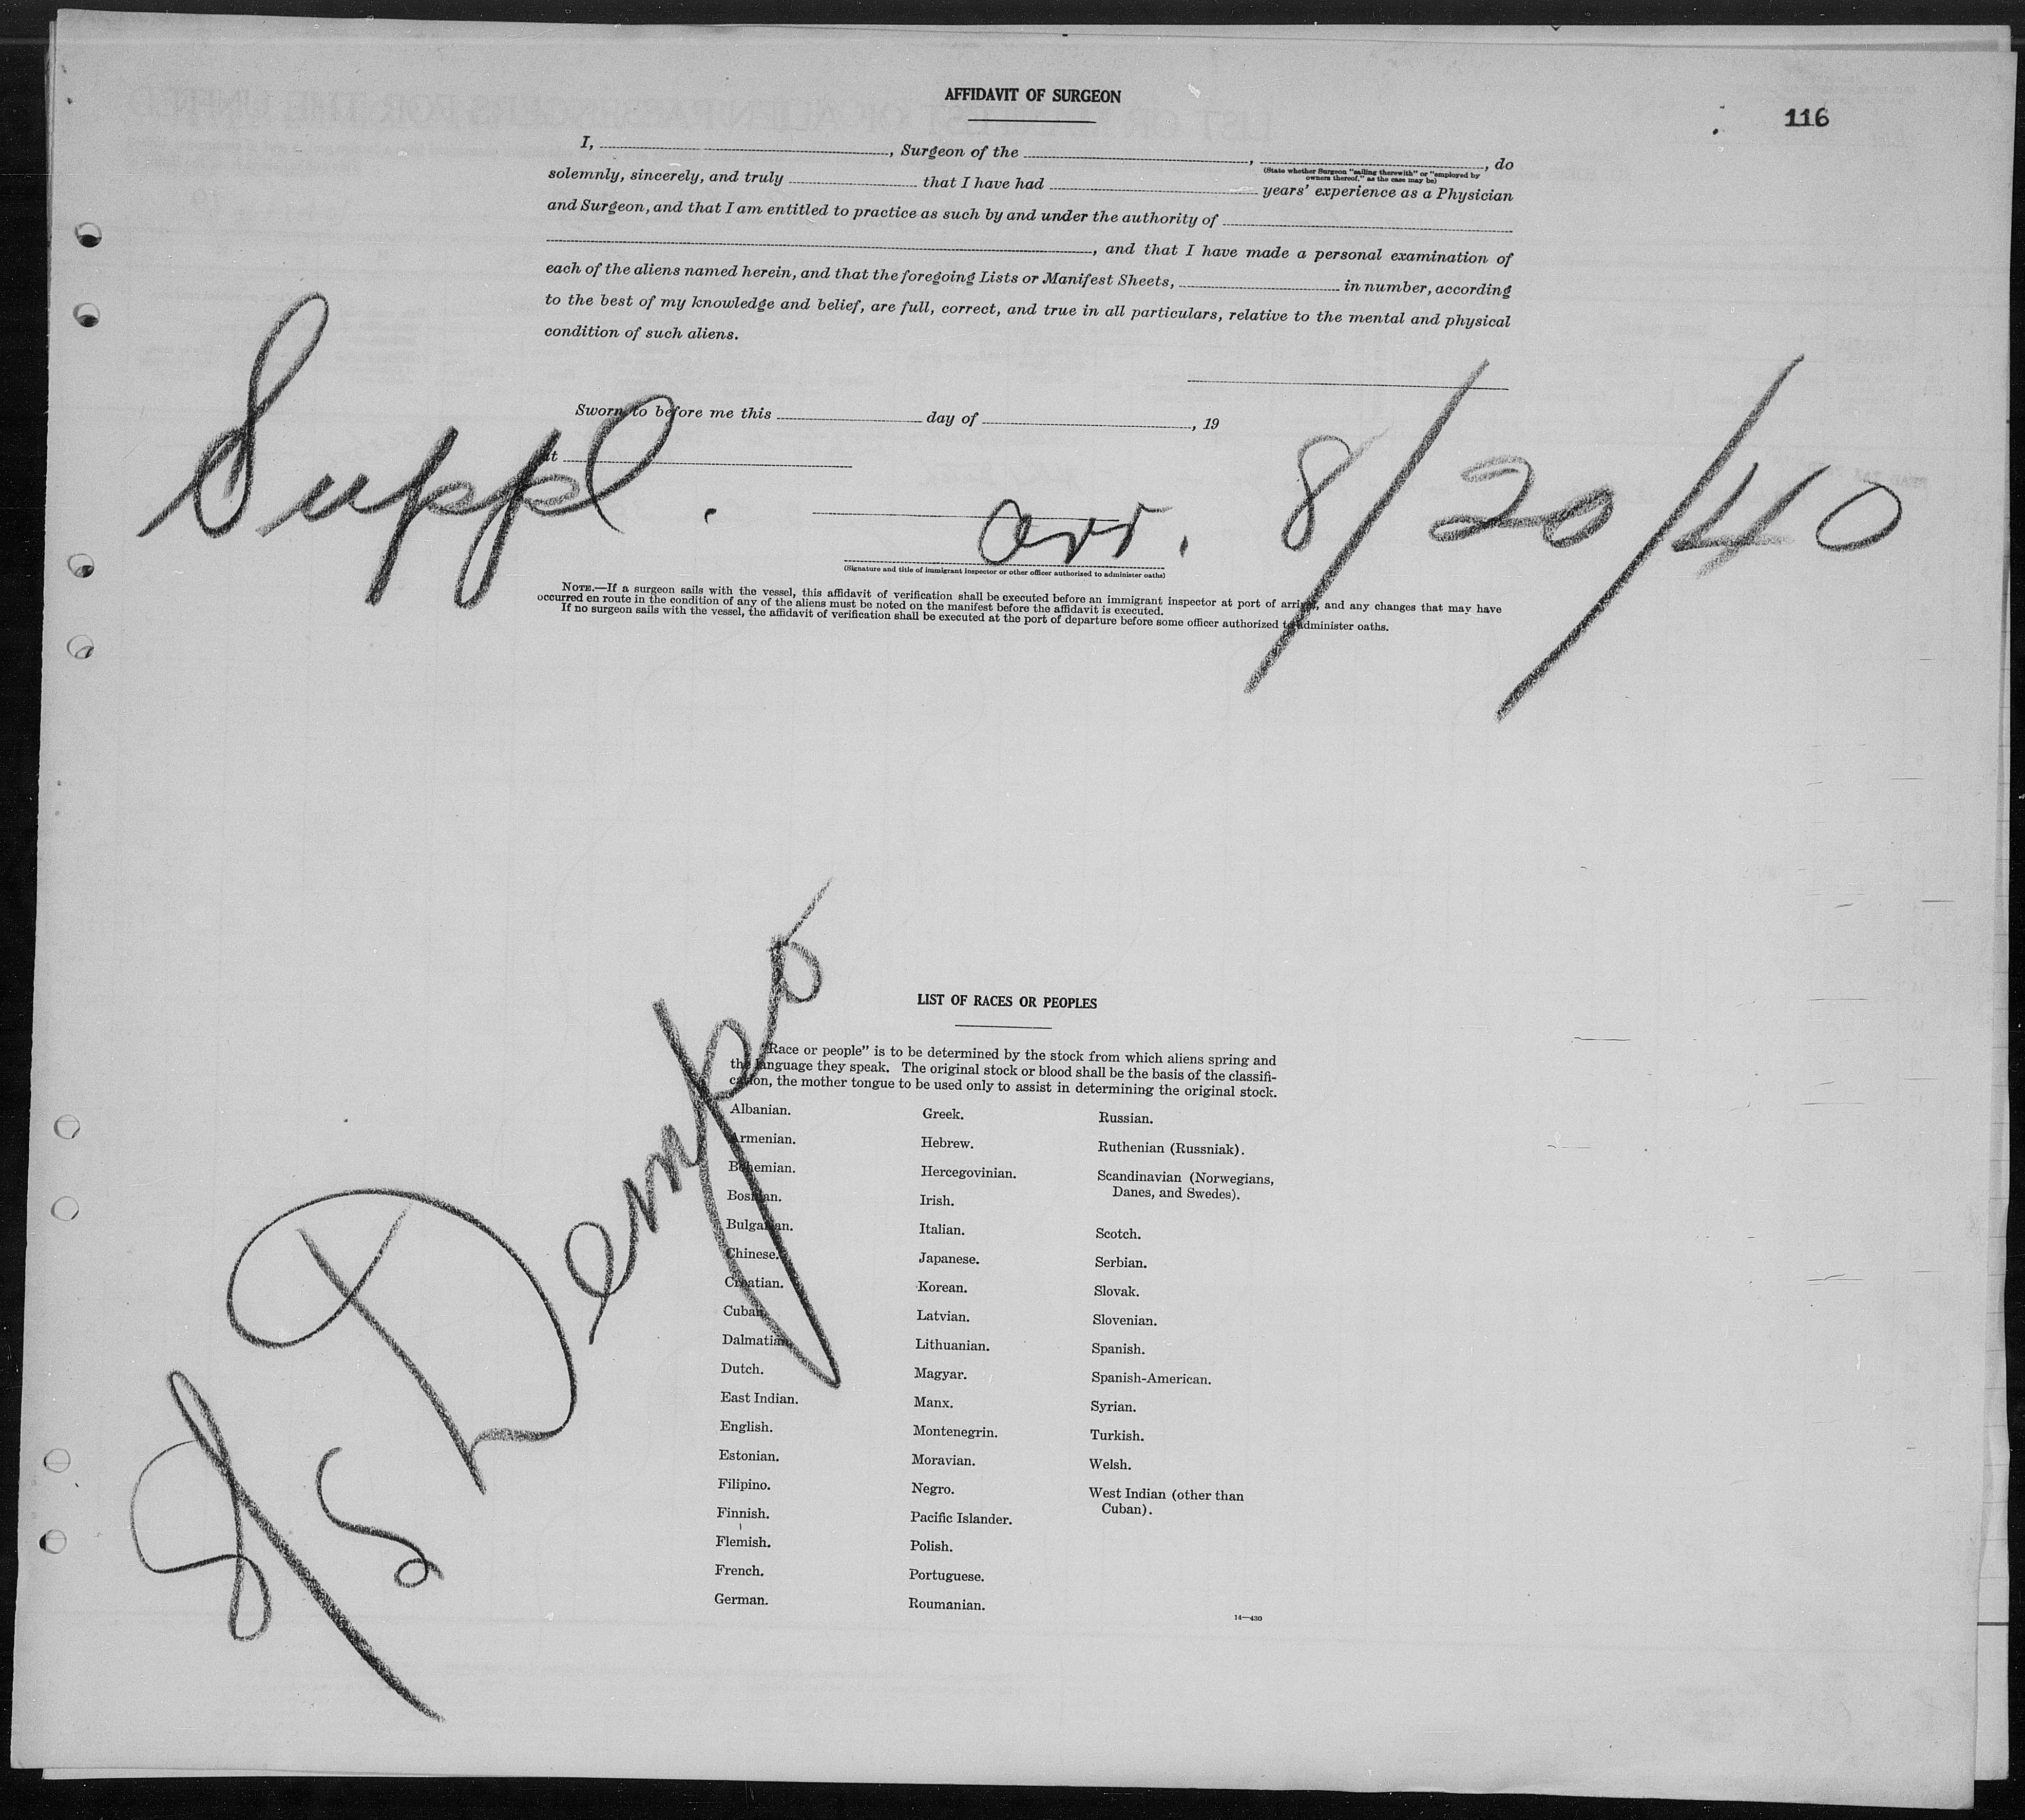 AFFIDAVIT OF SURGEON
116
I, , Surgeon of the , , do
(State whether Surgeon "sailing therewith" or "employed by
owners thereof," as the case may be)
solemnly, sincerely, and truly that I have had years' experience as a Physician
and Surgeon, and that I am entitled to practice as such by and under the authority of
, and that I have made a personal examination of
each of the aliens named herein, and that the foregoing Lists or Manifest Sheets, in number, according
to the best of my knowledge and belief, are full, correct, and true in all particulars, relative to the mental and physical
condition of such aliens.
Sworn to before me this day of , 19
at
Suppl. arr. 8/20/40
(Signature and title of immigrant inspector or other officer authorized to administer oaths)
NOTE.—If a surgeon sails with the vessel, this affidavit of verification shall be executed before an immigrant inspector at port of arrival, and any changes that may have
occurred en route in the condition of any of the aliens must be noted on the manifest before the affidavit is executed.
If no surgeon sails with the vessel, the affidavit of verification shall be executed at the port of departure before some officer authorized to administer oaths.
LIST OF RACES OR PEOPLES
"Race or people" is to be determined by the stock from which aliens spring and
the language they speak. The original stock or blood shall be the basis of the classifi-
cation, the mother tongue to be used only to assist in determining the original stock.
Albanian.
Armenian.
Bohemian.
Bosnian.
Bulgarian.
Chinese.
Croatian.
Cuban.
Dalmatian.
Dutch.
East Indian.
English.
Estonian.
Filipino.
Finnish.
Flemish.
French.
German.
Greek.
Hebrew.
Hercegovinian.
Irish.
Italian.
Japanese.
Korean.
Latvian.
Lithuanian.
Magyar.
Manx.
Montenegrin.
Moravian.
Negro.
Pacific Islander.
Polish.
Portuguese.
Roumanian.
Russian.
Ruthenian (Russniak).
Scandinavian (Norwegians,
Danes, and Swedes).
Scotch.
Serbian.
Slovak.
Slovenian.
Spanish.
Spanish-American.
Syrian.
Turkish.
Welsh.
West Indian (other than
Cuban).
14—430
SS Dempo